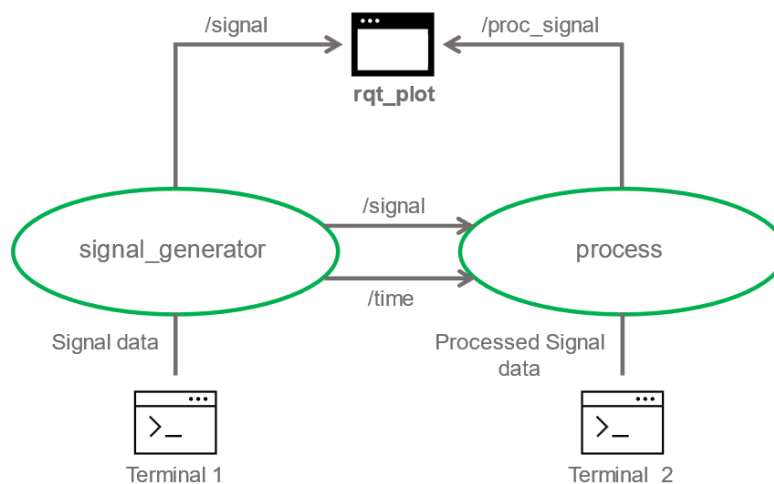 /signal
/proc_signal
rqt_plot
/signal
signal_generator
process
/time
Signal data
Processed Signal
data
Terminal 1
Terminal 2